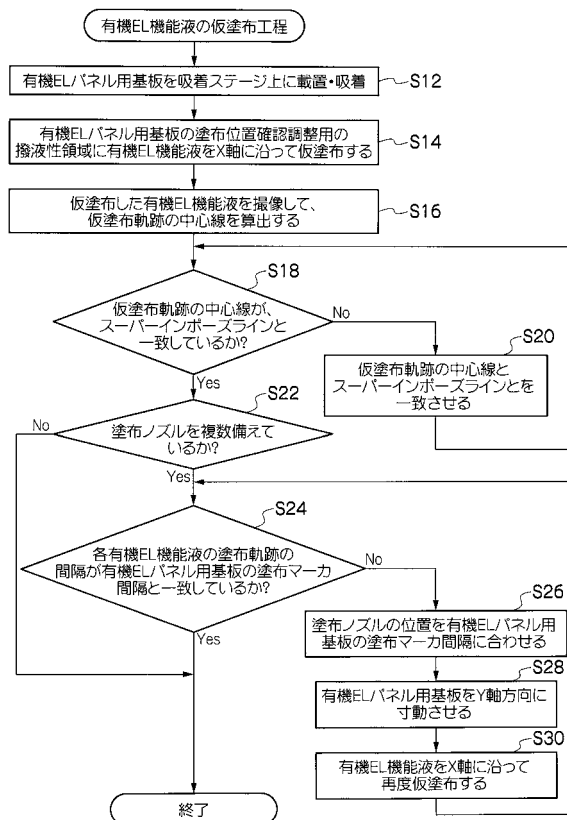 有機EL機能液の仮塗布工程
有機ELパネル用基板を吸着ステージ上に載置・吸着
S12
有機ELパネル用基板の塗布位置確認調整用の
撥液性領域に有機EL機能液をX軸に沿って仮塗布する
S14
仮塗布した有機EL機能液を撮像して、
仮塗布軌跡の中心線を算出する
S16
S18
仮塗布軌跡の中心線が、
スーパーインポーズラインと
一致しているか?
No
Yes
S20
仮塗布軌跡の中心線と
スーパーインポーズラインとを
一致させる
S22
塗布ノズルを複数備えて
いるか?
No
Yes
S24
各有機EL機能液の塗布軌跡の
間隔が有機ELパネル用基板の塗布マーカ
間隔と一致しているか?
No
Yes
S26
塗布ノズルの位置を有機ELパネル用
基板の塗布マーカ間隔に合わせる
S28
有機ELパネル用基板をY軸方向に
寸動させる
S30
有機EL機能液をX軸に沿って
再度仮塗布する
終了